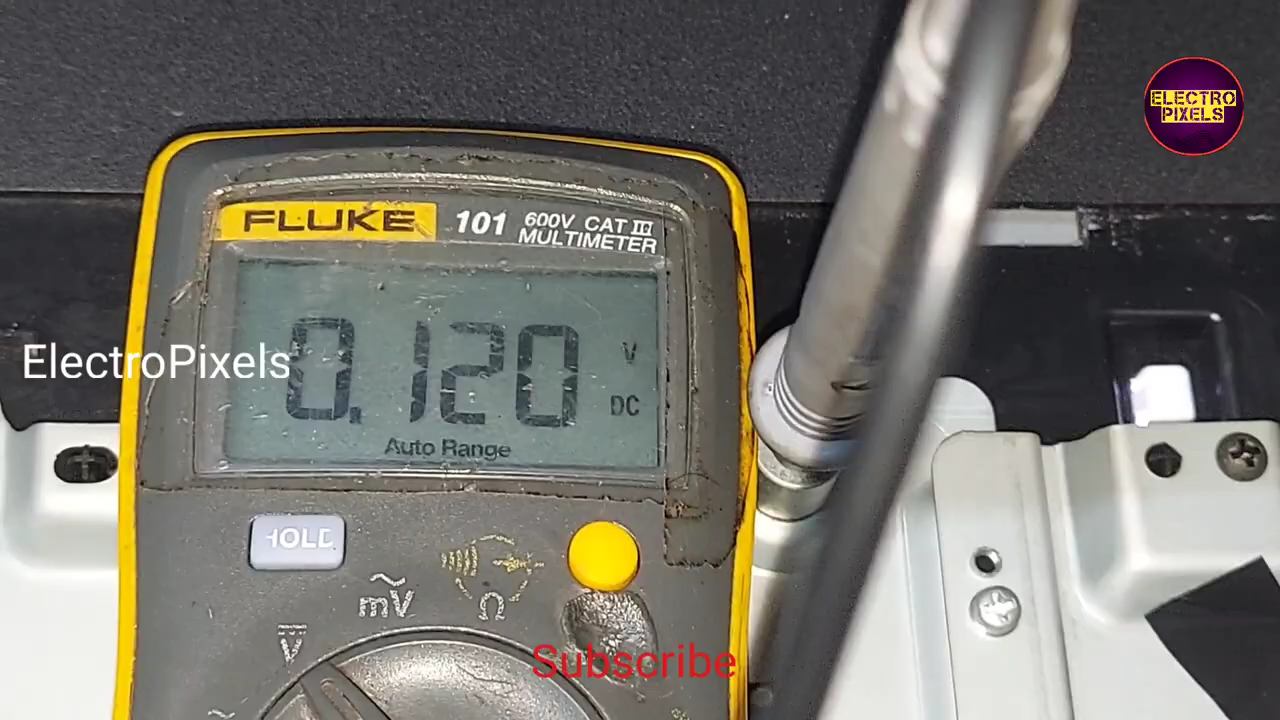 ELECTRO
PIXELS
FLUKE 101 600V CAT III
MULTIMETER
ElectroPixels
0.120 V
DC
Auto Range
HOLD
mV
Ω
V
Subscribe